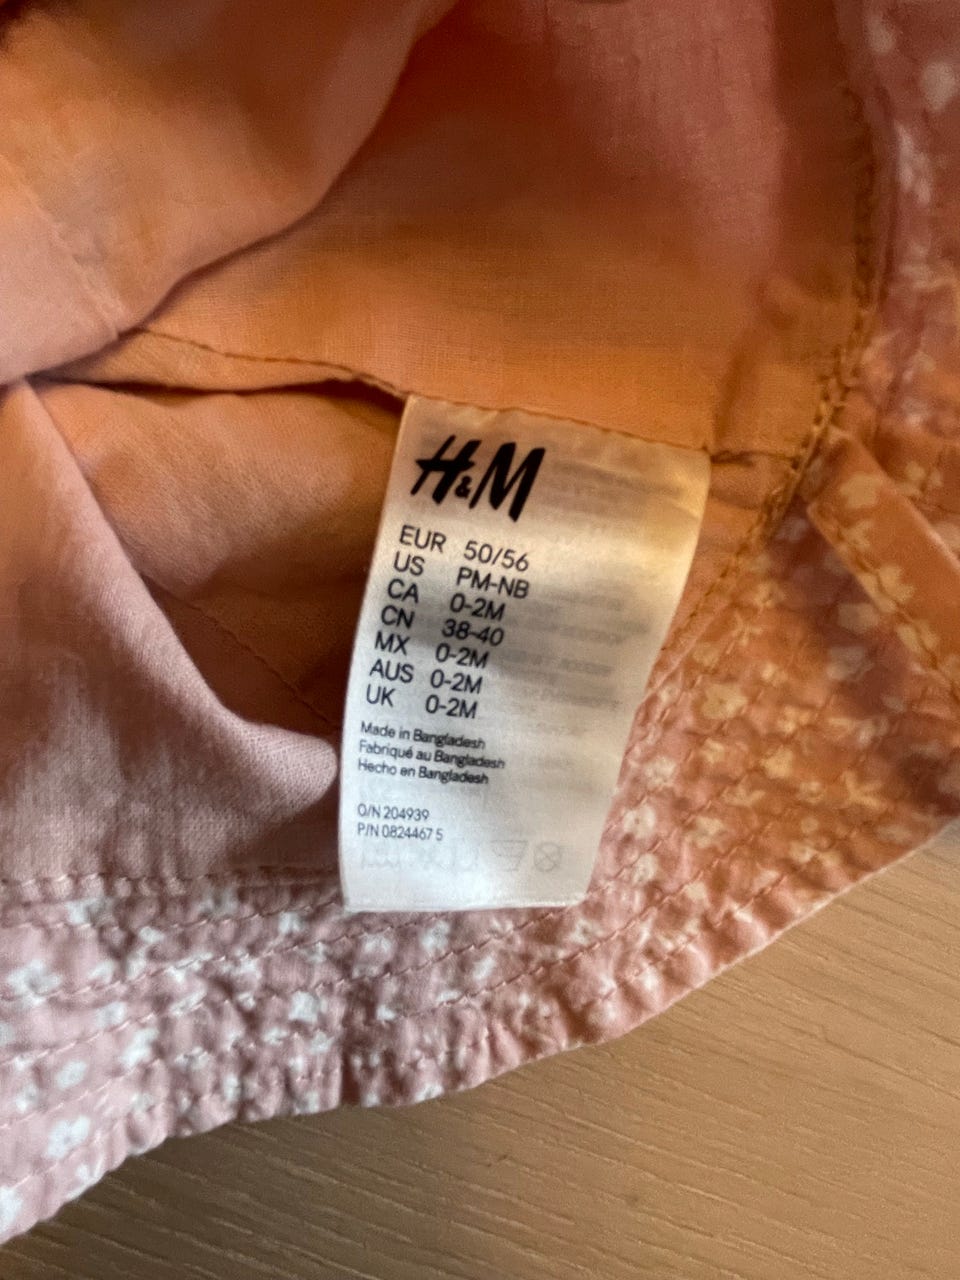 H&M
EUR 50/56
US PM-NB
CA 0-2M
CN 38-40
MX 0-2M
AUS 0-2M
UK 0-2M
Made in Bangladesh
Fabriqué au Bangladesh
Hecho en Bangladesh
O/N 204939
P/N 0824467 5